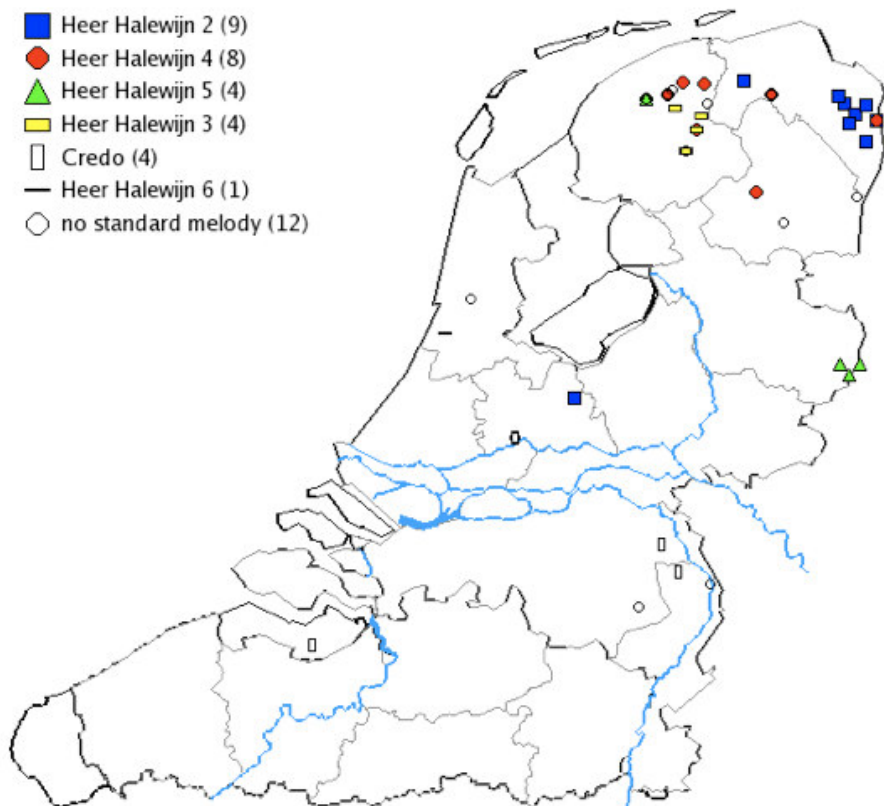 Heer Halewijn 2 (9)
Heer Halewijn 4 (8)
Heer Halewijn 5 (4)
Heer Halewijn 3 (4)
Credo (4)
Heer Halewijn 6 (1)
no standard melody (12)